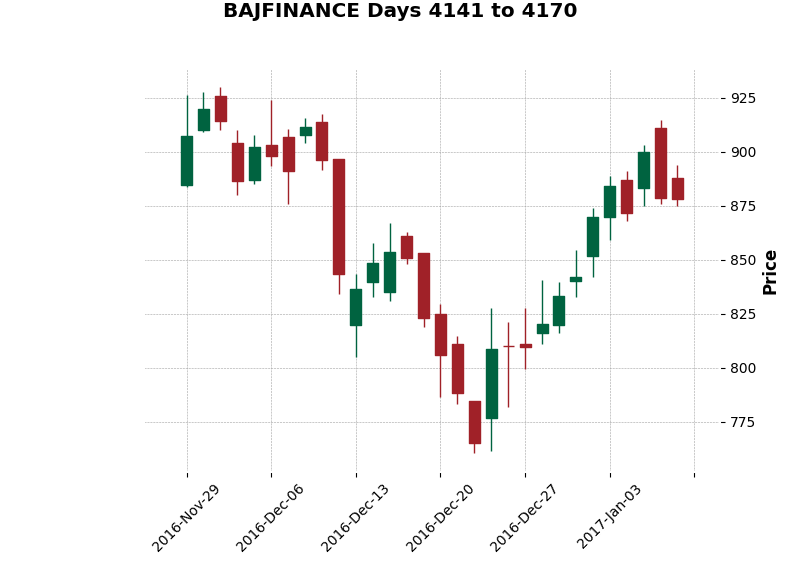 BAJFINANCE Days 4141 to 4170
925
900
875
850
825
800
775
Price
2016-Nov-29
2016-Dec-06
2016-Dec-13
2016-Dec-20
2016-Dec-27
2017-Jan-03